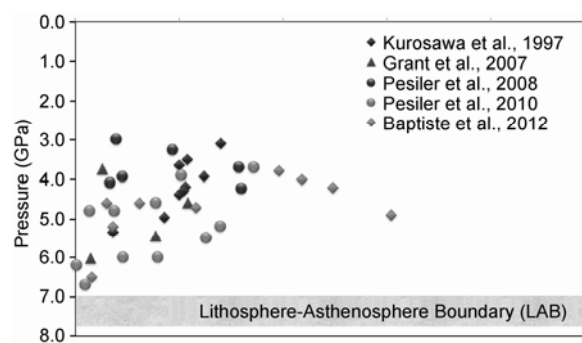 0.0
1.0
2.0
3.0
4.0
5.0
6.0
7.0
8.0
Pressure (GPa)
Kurosawa et al., 1997
Grant et al., 2007
Pesiler et al., 2008
Pesiler et al., 2010
Baptiste et al., 2012
Lithosphere-Asthenosphere Boundary (LAB)